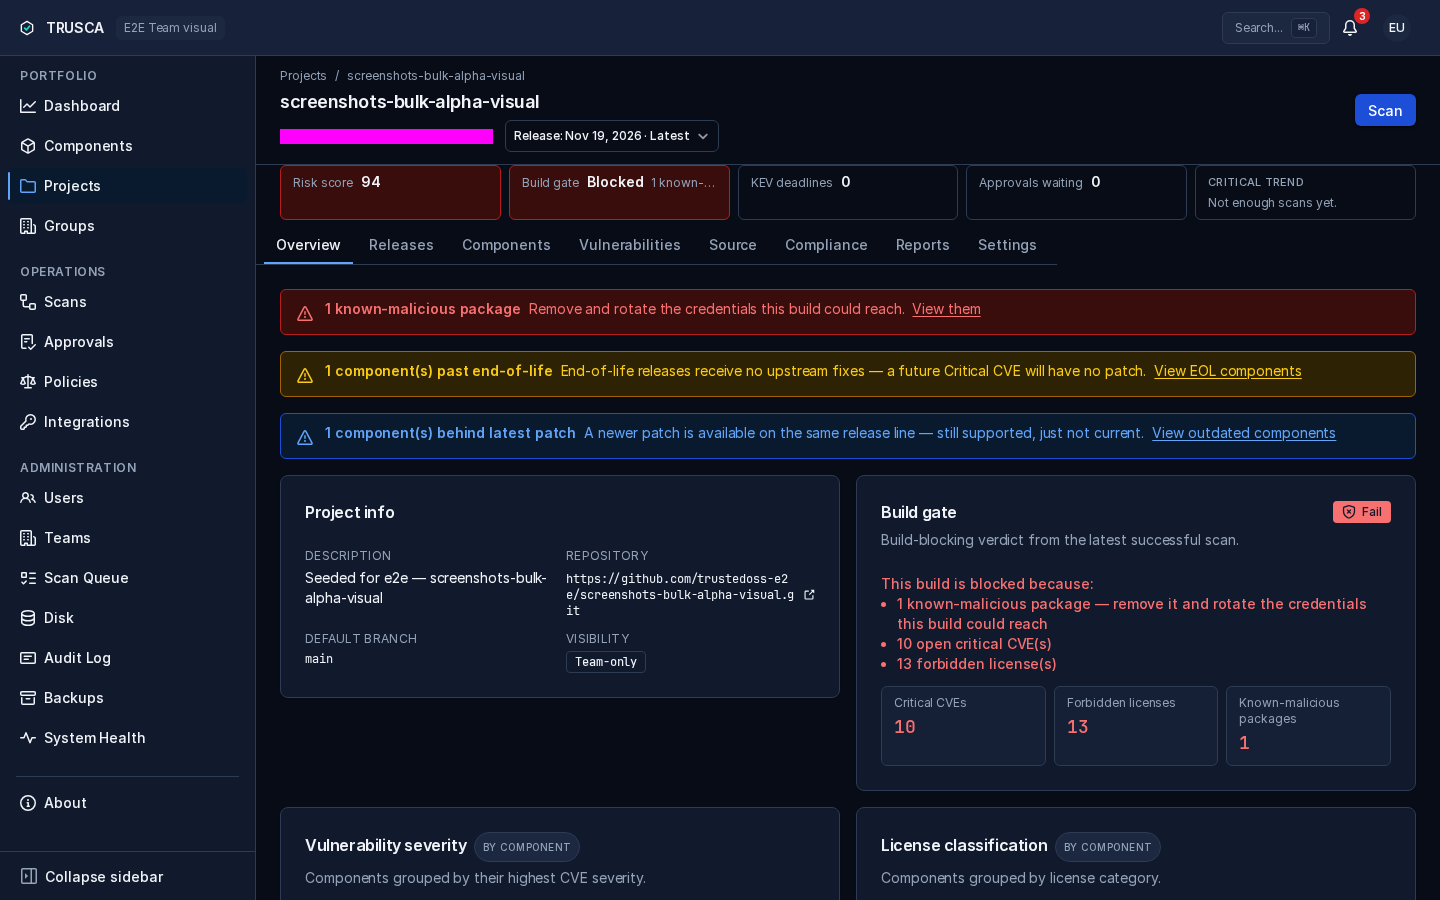 TRUSCA
E2E Team visual
Search... ⌘K
3
EU
PORTFOLIO
Dashboard
Components
Projects
Groups
OPERATIONS
Scans
Approvals
Policies
Integrations
ADMINISTRATION
Users
Teams
Scan Queue
Disk
Audit Log
Backups
System Health
About
Collapse sidebar
Projects / screenshots-bulk-alpha-visual
screenshots-bulk-alpha-visual
Release: Nov 19, 2026 · Latest
Scan
Risk score 94
Build gate Blocked 1 known-...
KEV deadlines 0
Approvals waiting 0
CRITICAL TREND
Not enough scans yet.
Overview Releases Components Vulnerabilities Source Compliance Reports Settings
1 known-malicious package Remove and rotate the credentials this build could reach. View them
1 component(s) past end-of-life End-of-life releases receive no upstream fixes — a future Critical CVE will have no patch. View EOL components
1 component(s) behind latest patch A newer patch is available on the same release line — still supported, just not current. View outdated components
Project info
DESCRIPTION
Seeded for e2e — screenshots-bulk-
alpha-visual
REPOSITORY
https://github.com/trustedoss-e2
e/screenshots-bulk-alpha-visual.g
it
DEFAULT BRANCH
main
VISIBILITY
Team-only
Build gate
Fail
Build-blocking verdict from the latest successful scan.
This build is blocked because:
• 1 known-malicious package — remove it and rotate the credentials
this build could reach
• 10 open critical CVE(s)
• 13 forbidden license(s)
Critical CVEs
10
Forbidden licenses
13
Known-malicious
packages
1
Vulnerability severity BY COMPONENT
Components grouped by their highest CVE severity.
License classification BY COMPONENT
Components grouped by license category.